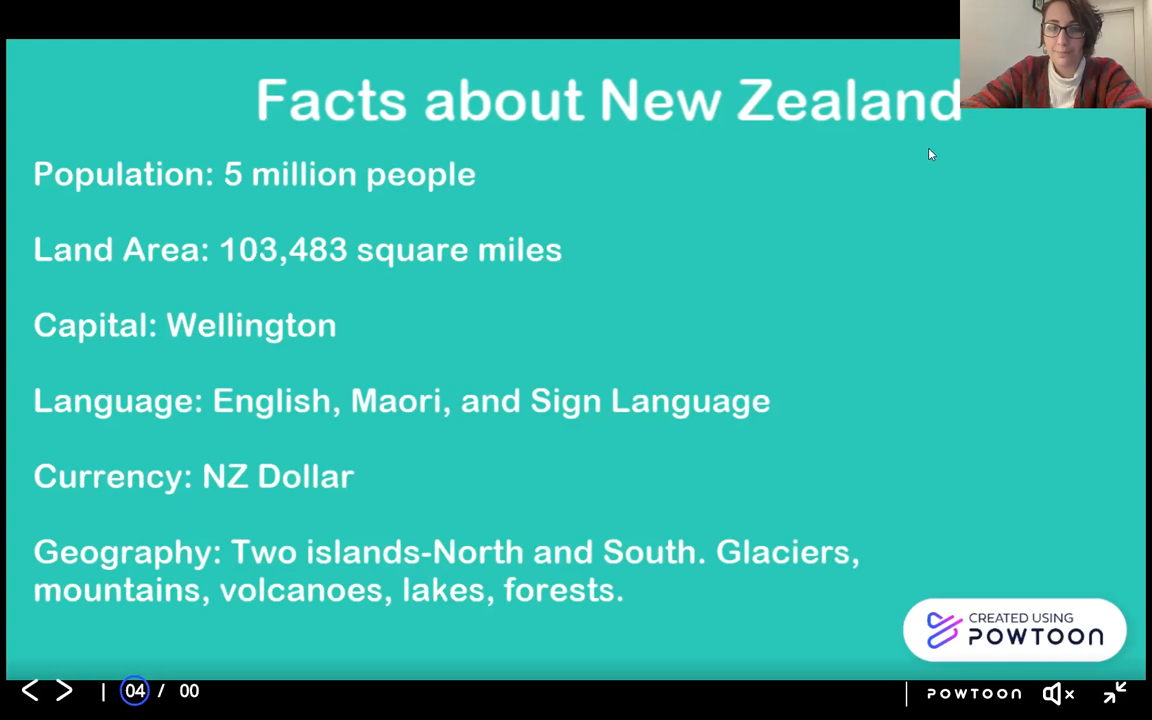 Facts about New Zealand
Population: 5 million people
Land Area: 103,483 square miles
Capital: Wellington
Language: English, Maori, and Sign Language
Currency: NZ Dollar
Geography: Two islands-North and South. Glaciers,
mountains, volcanoes, lakes, forests.
CREATED USING
POWTOON
04 / 00
POWTOON